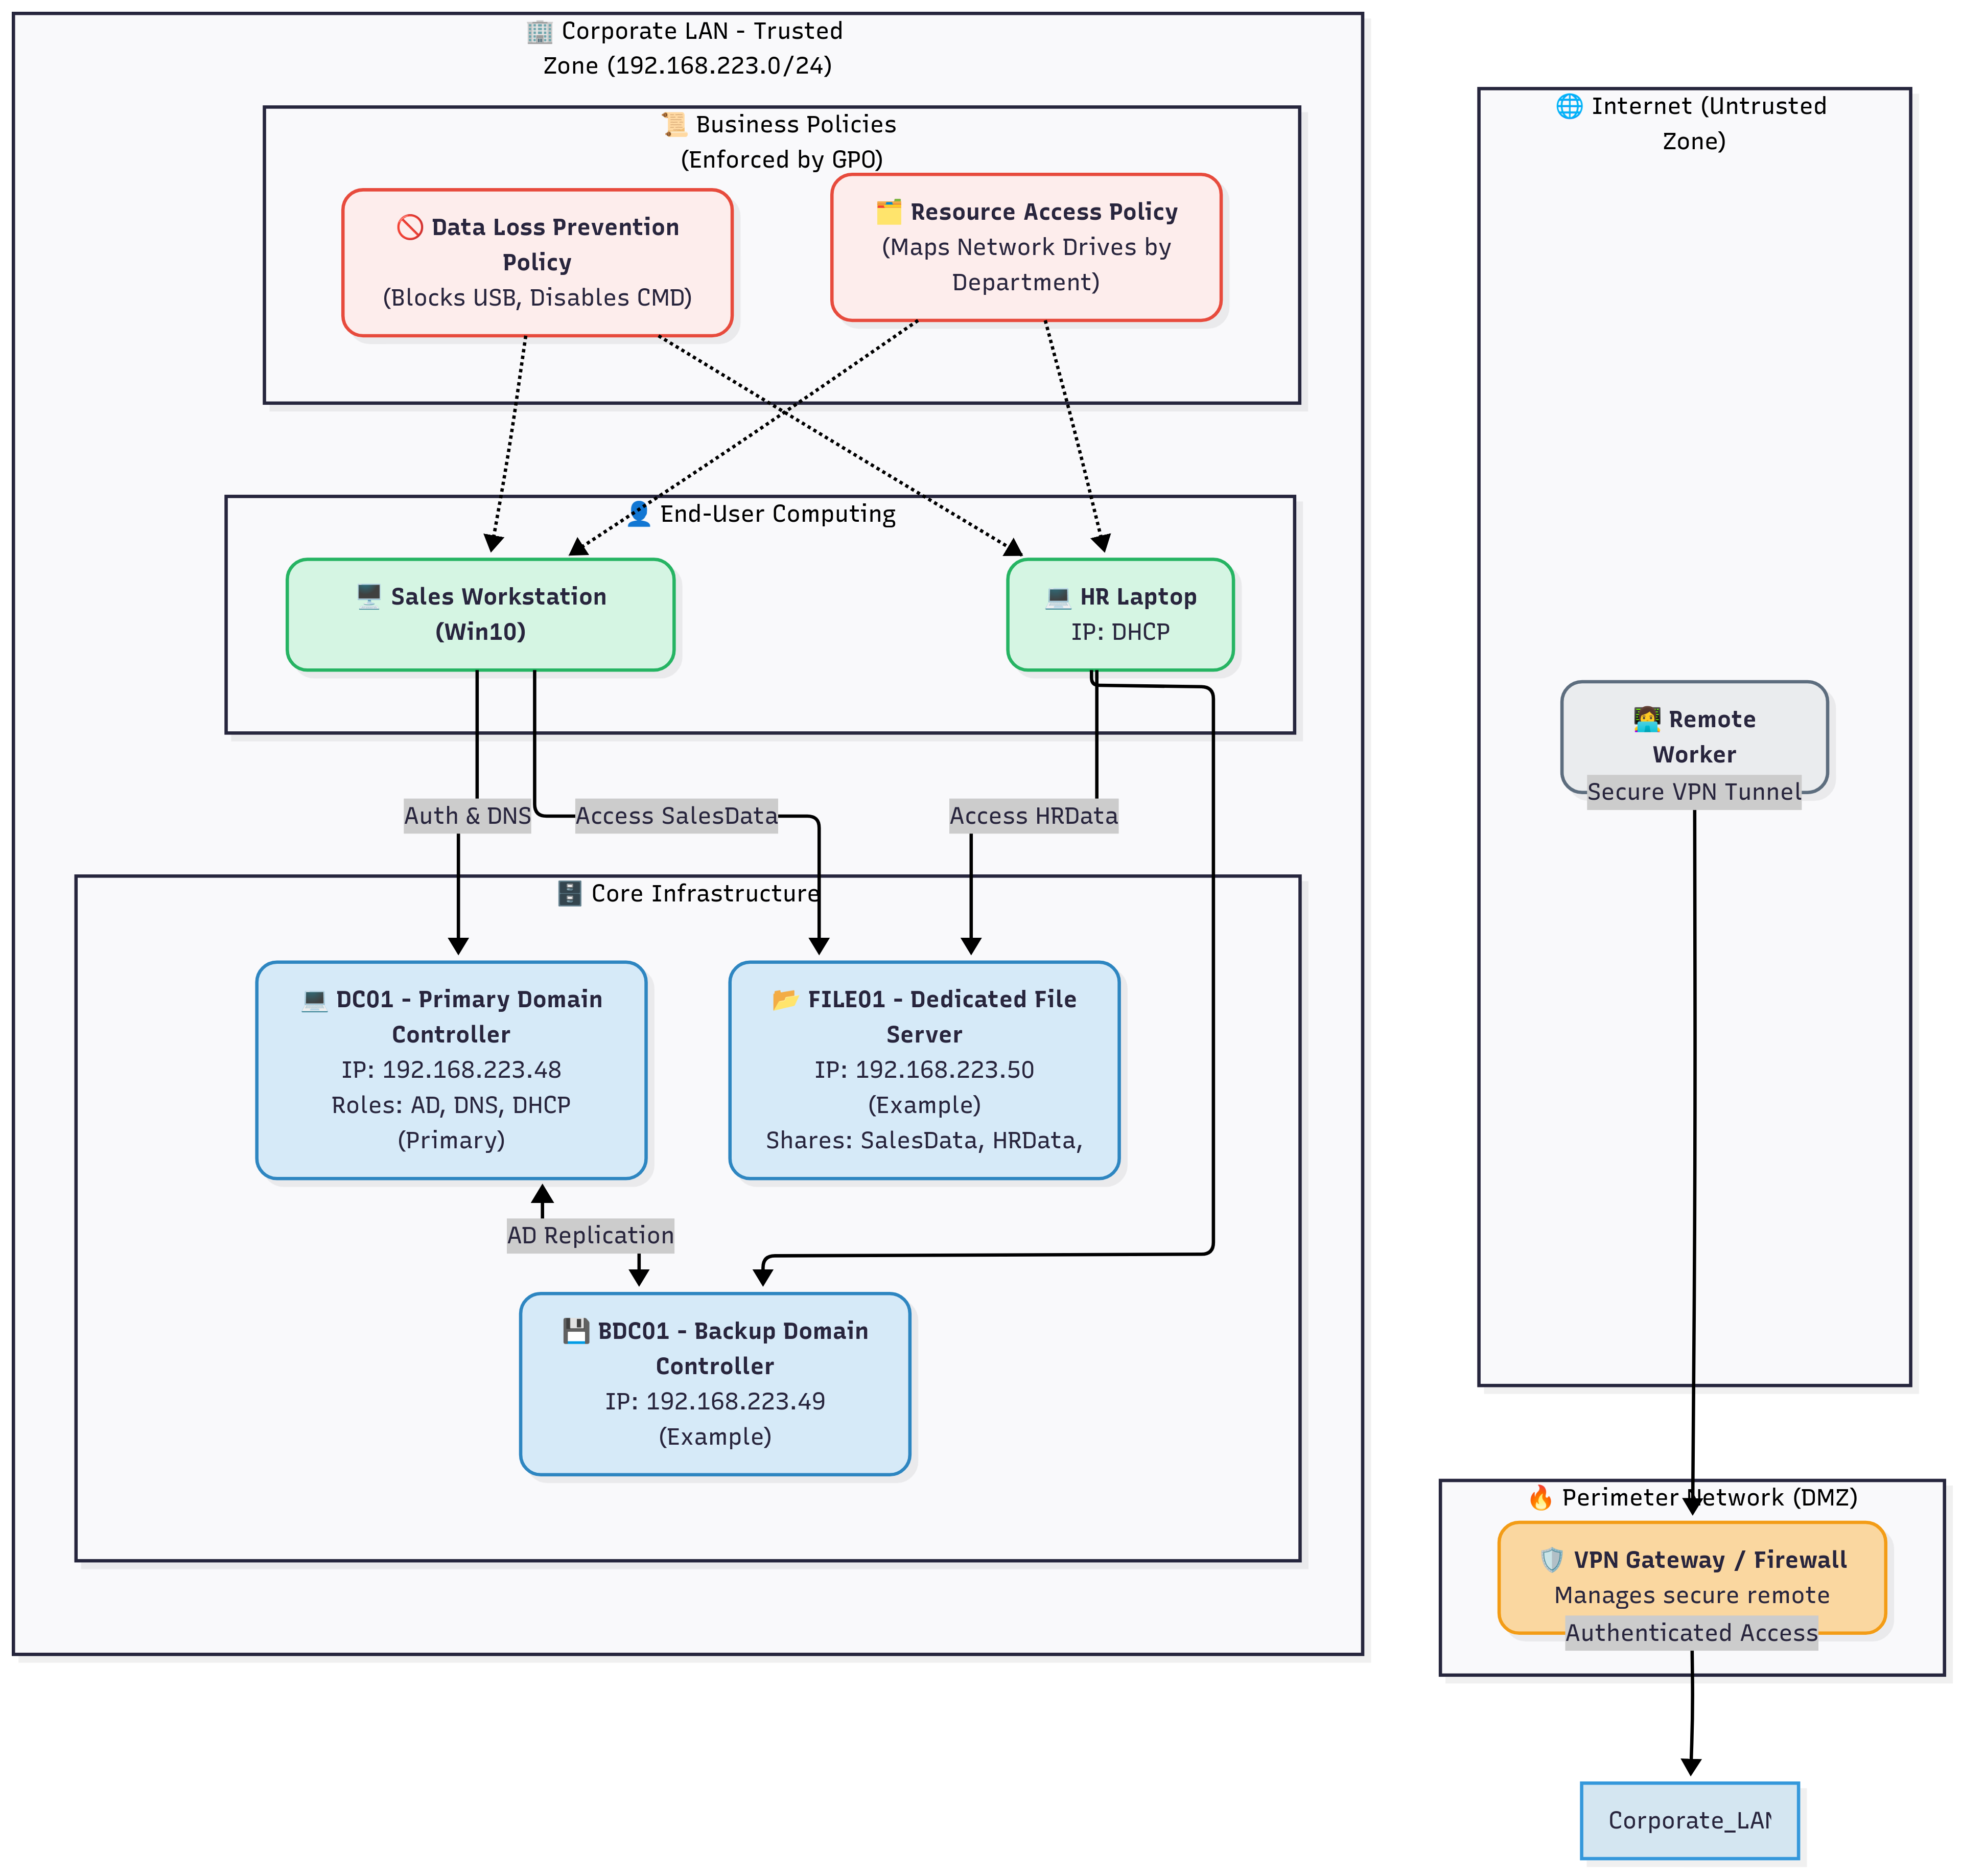 Corporate LAN - Trusted
Zone (192.168.223.0/24)
Business Policies
(Enforced by GPO)
Data Loss Prevention
Policy
(Blocks USB, Disables CMD)
Resource Access Policy
(Maps Network Drives by
Department)
End-User Computing
Sales Workstation
(Win10)
HR Laptop
IP: DHCP
Auth & DNS
Access SalesData
Access HRData
Core Infrastructure
DC01 - Primary Domain
Controller
IP: 192.168.223.48
Roles: AD, DNS, DHCP
(Primary)
FILE01 - Dedicated File
Server
IP: 192.168.223.50
(Example)
Shares: SalesData, HRData,
AD Replication
BDC01 - Backup Domain
Controller
IP: 192.168.223.49
(Example)
Internet (Untrusted
Zone)
Remote
Worker
Secure VPN Tunnel
Perimeter Network (DMZ)
VPN Gateway / Firewall
Manages secure remote
Authenticated Access
Corporate_LAN